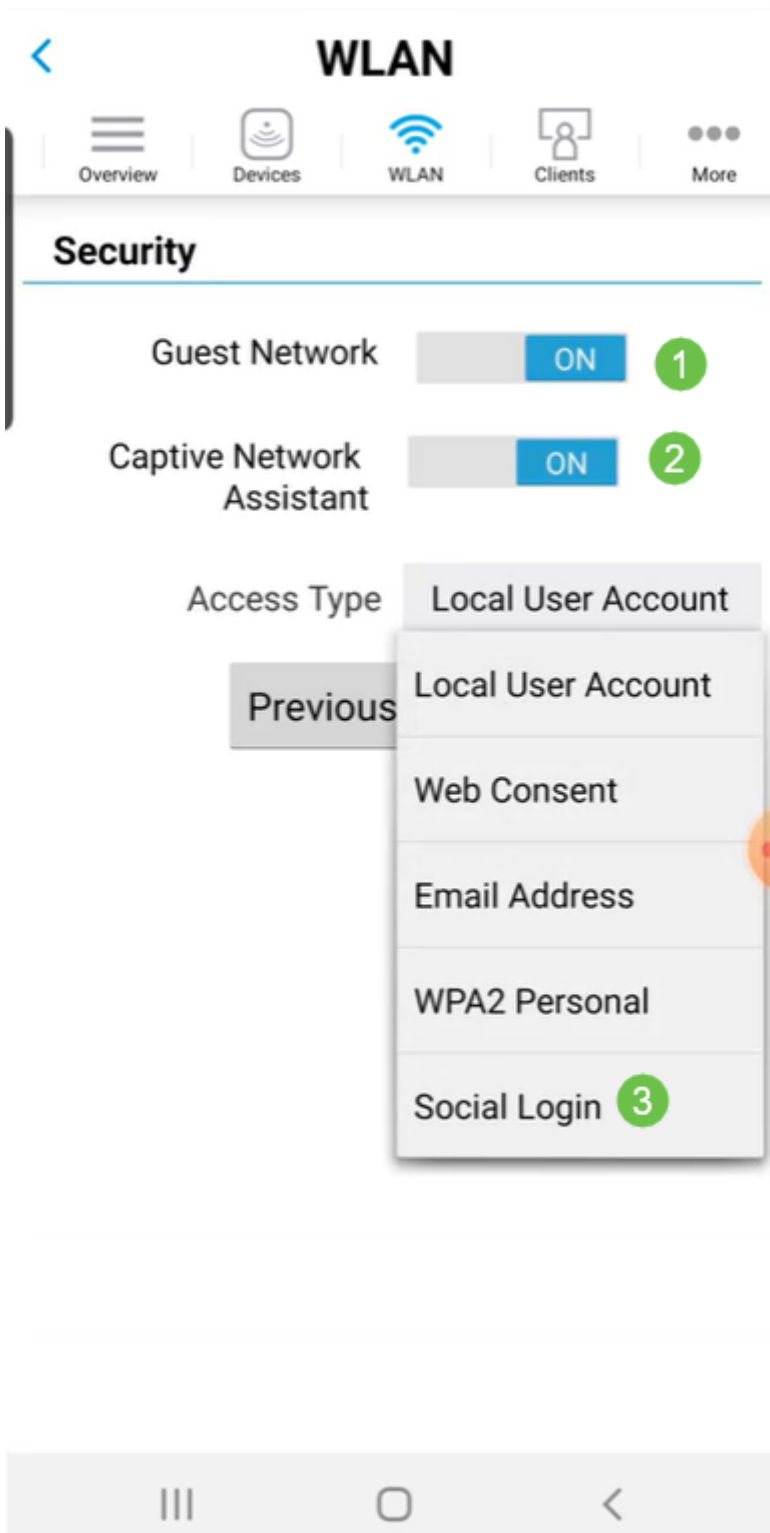 WLAN
Overview
Devices
WLAN
Clients
More
Security
Guest Network
ON
1
Captive Network
Assistant
ON
2
Access Type
Local User Account
Previous
Local User Account
Web Consent
Email Address
WPA2 Personal
Social Login
3